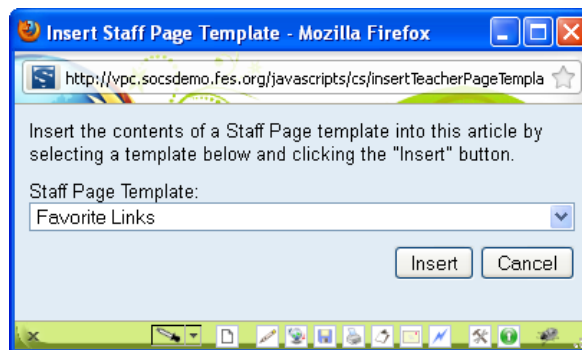 Insert Staff Page Template - Mozilla Firefox
http://vpc.socsdemo.fes.org/javascripts/cs/insertTeacherPageTempla
Insert the contents of a Staff Page template into this article by
selecting a template below and clicking the "Insert" button.
Staff Page Template:
Favorite Links
Insert Cancel